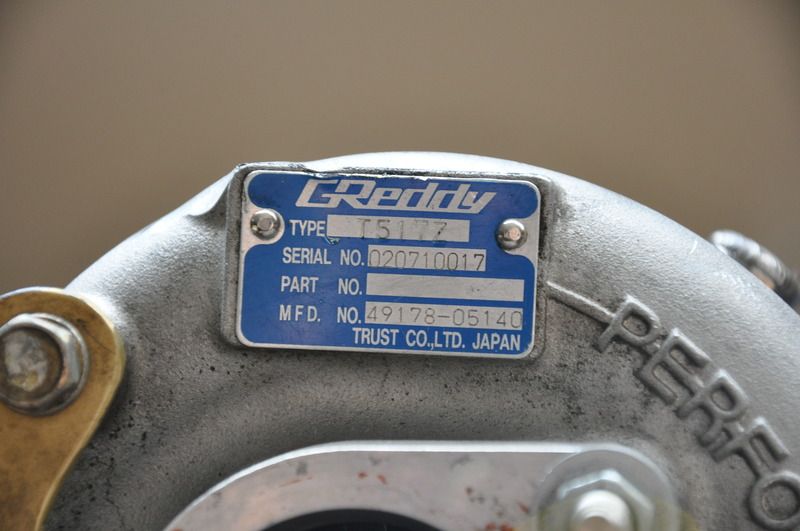 GReddy
TYPE T517Z
SERIAL NO. 020710017
PART NO.
MFD. NO. 49178-05140
TRUST CO.,LTD. JAPAN
PERFO